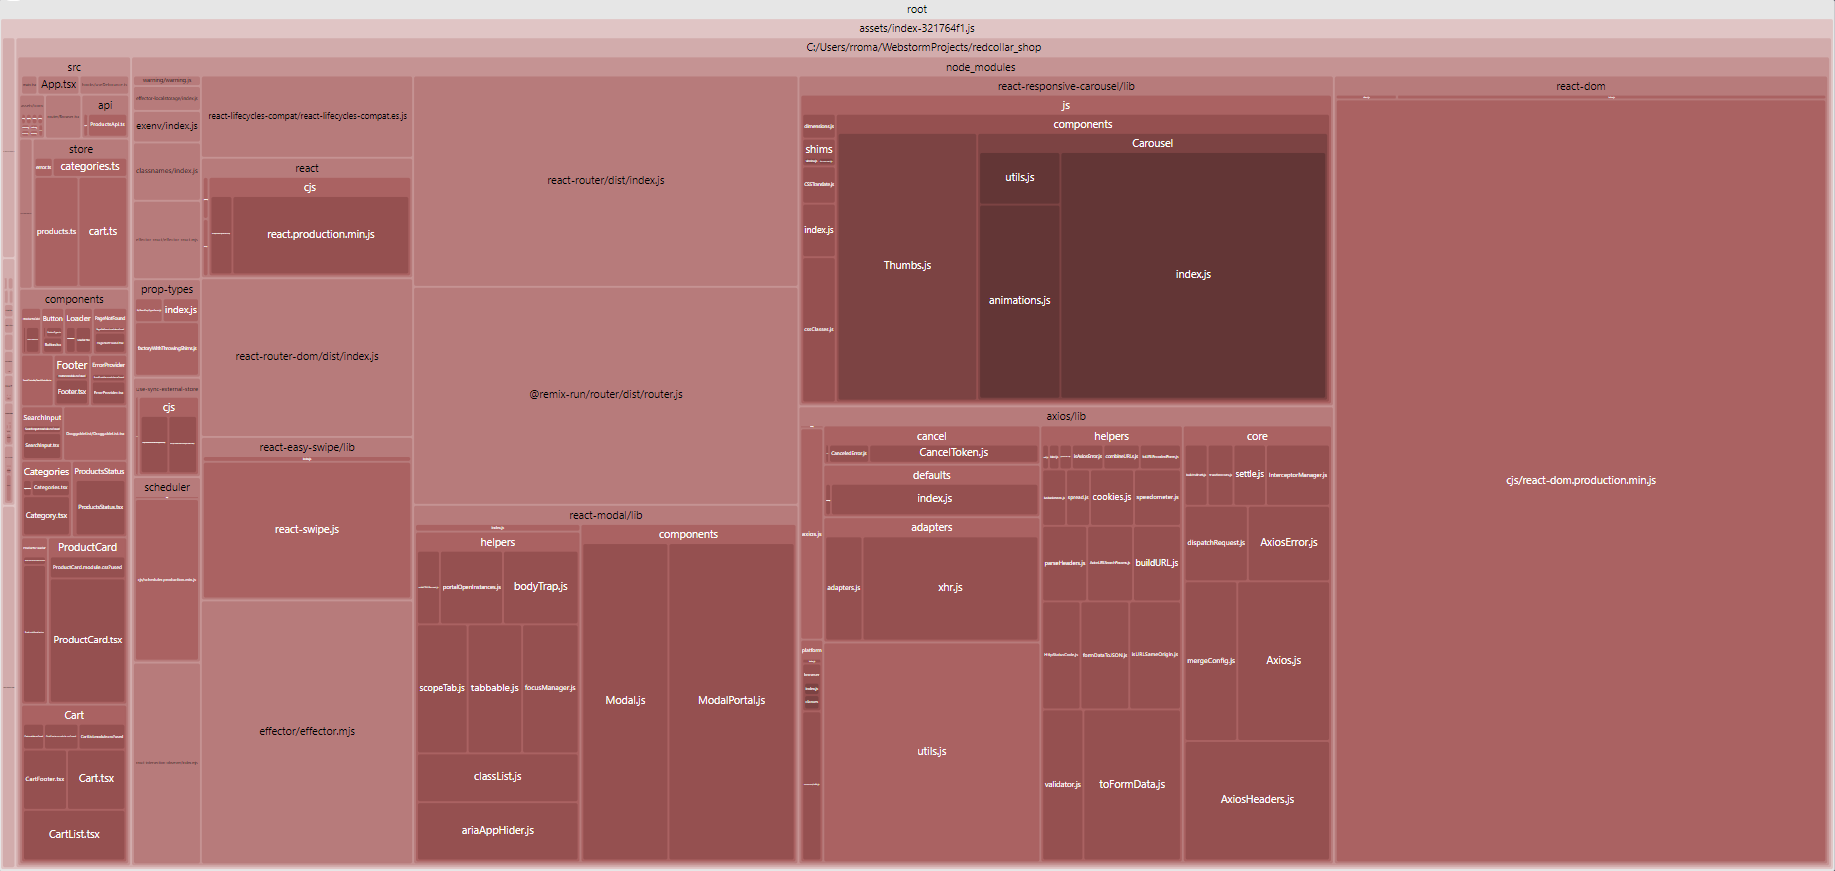 root
assets/index-321764f1.js
C:/Users/rroma/WebstormProjects/redcollar_shop
src
App.tsx
api
ProductsApi.ts
store
categories.ts
products.ts
cart.ts
components
Button
Loader
PageNotFound
Footer
ErrorProvider
Footer.tsx
ErrorProvider.tsx
SearchInput
SearchInput.tsx
Categories
ProductsStatus
Categories.tsx
Category.tsx
ProductsStatus.tsx
ProductCard
ProductCard.module.css?used
ProductCard.tsx
Cart
CartFooter.tsx
Cart.tsx
CartList.tsx
node_modules
warning/warning.js
effector-localstorage/index.js
exenv/index.js
classnames/index.js
prop-types
index.js
factoryWithThrowingShims.js
use-sync-external-store
cjs
scheduler
cjs/scheduler.production.min.js
react-lifecycles-compat/react-lifecycles-compat.es.js
react
cjs
react.production.min.js
react-router-dom/dist/index.js
react-easy-swipe/lib
react-swipe.js
effector/effector.mjs
react-router/dist/index.js
@remix-run/router/dist/router.js
react-modal/lib
helpers
portalOpenInstances.js
bodyTrap.js
scopeTab.js
tabbable.js
focusManager.js
classList.js
ariaAppHider.js
components
Modal.js
ModalPortal.js
react-responsive-carousel/lib
js
dimensions.js
shims
CSSTranslate.js
index.js
cssClasses.js
components
Thumbs.js
Carousel
utils.js
animations.js
index.js
axios/lib
axios.js
platform
cancel
CanceledError.js
CancelToken.js
defaults
index.js
adapters
adapters.js
xhr.js
utils.js
helpers
isAxiosError.js
combineURLs.js
spread.js
cookies.js
speedometer.js
parseHeaders.js
buildURL.js
HttpStatusCode.js
formDataToJSON.js
isURLSameOrigin.js
validator.js
toFormData.js
core
settle.js
InterceptorManager.js
dispatchRequest.js
AxiosError.js
mergeConfig.js
Axios.js
AxiosHeaders.js
react-dom
cjs/react-dom.production.min.js